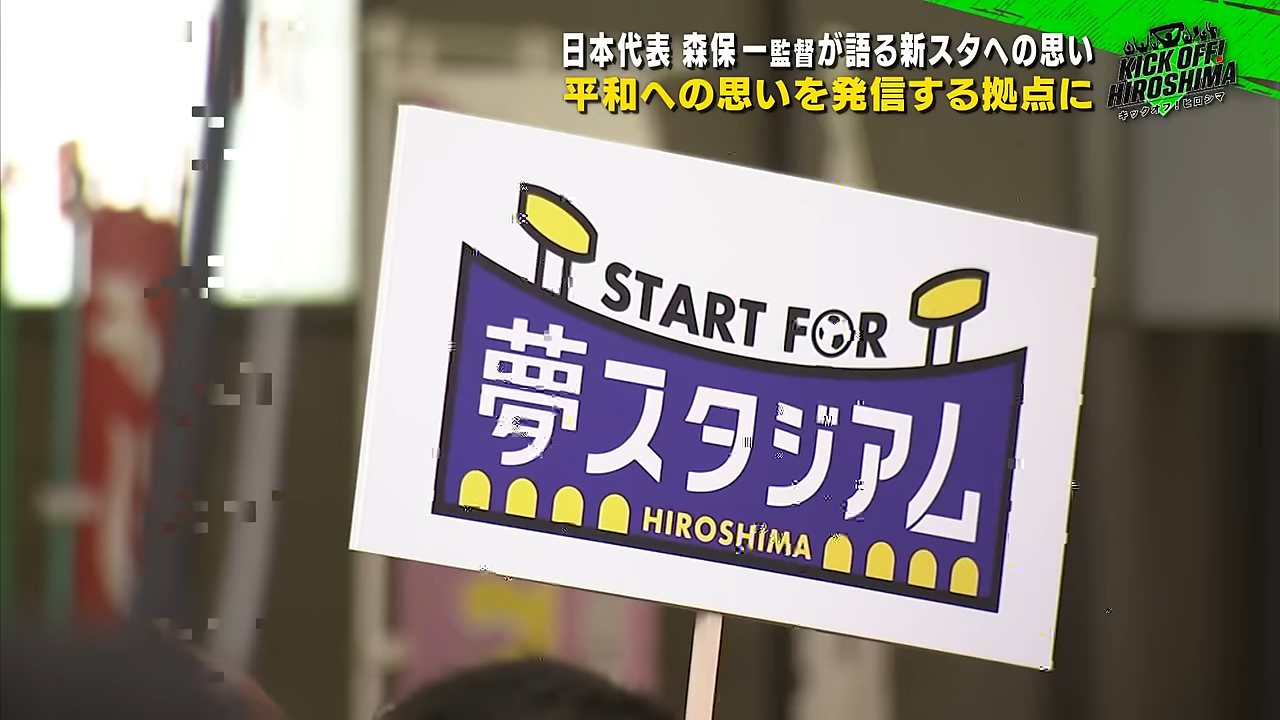 日本代表 森保一監督が語る新スタへの思い
平和への思いを発信する拠点に
KICK OFF!
HIROSHIMA
キックオフ!ヒロシマ
START FOR
夢スタジアム
HIROSHIMA